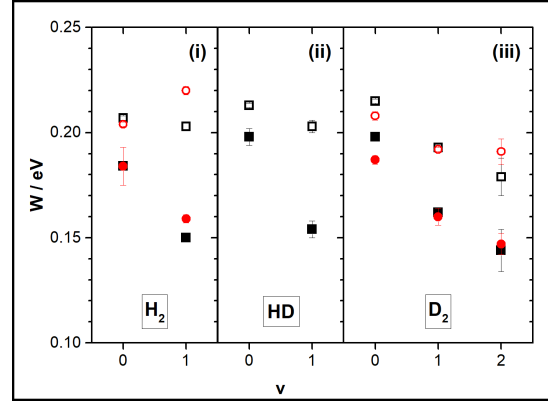 0.25
(i)
(ii)
(iii)
0.20
W / eV
0.15
H₂
HD
D₂
0.10
0
1
0
1
0
1
2
v